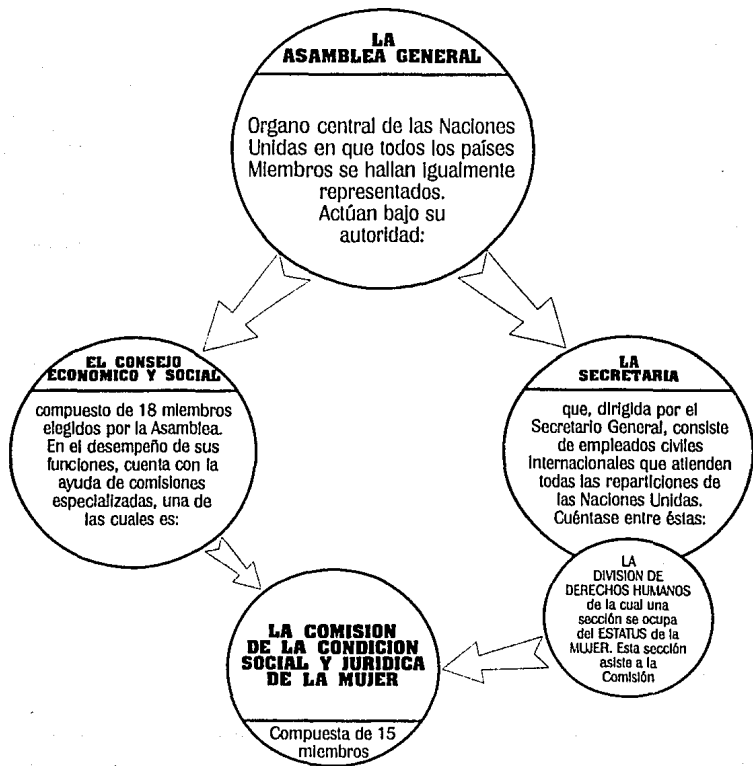 LA
ASAMBLEA GENERAL
Organo central de las Naciones
Unidas en que todos los países
Miembros se hallan igualmente
representados.
Actúan bajo su
autoridad:
EL CONSEJO
ECONOMICO Y SOCIAL
compuesto de 18 miembros
elegidos por la Asamblea.
En el desempeño de sus
funciones, cuenta con la
ayuda de comisiones
especializadas, una de
las cuales es:
LA
SECRETARIA
que, dirigida por el
Secretario General, consiste
de empleados civiles
internacionales que atienden
todas las reparticiones de
las Naciones Unidas.
Cuéntase entre éstas:
LA
DIVISION DE
DERECHOS HUMANOS
de la cual una
sección se ocupa
del ESTATUS de la
MUJER. Esta sección
asiste a la
Comisión
LA COMISION
DE LA CONDICION
SOCIAL Y JURIDICA
DE LA MUJER
Compuesta de 15
miembros